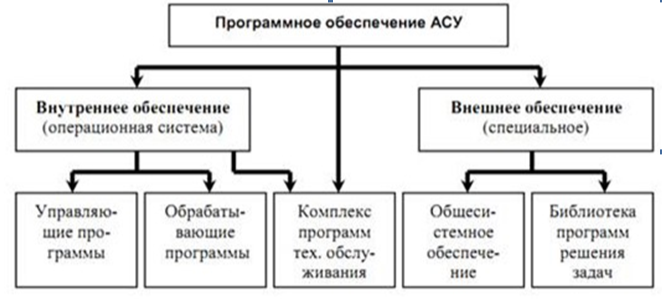 Программное обеспечение АСУ
Внутреннее обеспечение
(операционная система)
Внешнее обеспечение
(специальное)
Управляю-
щие про-
граммы
Обрабаты-
вающие
программы
Комплекс
программ
тех. обслу-
живания
Общеси-
стемное
обеспече-
ние
Библиотека
программ
решения
задач